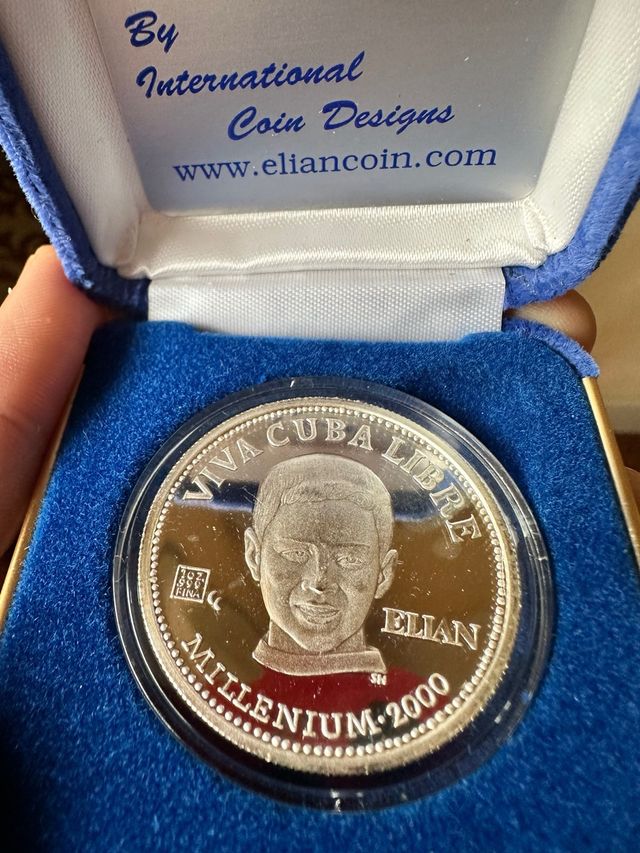 By
International
Coin Designs
www.eliancoin.com
VIVA CUBA LIBRE
ELIAN
MILLENIUM·2000